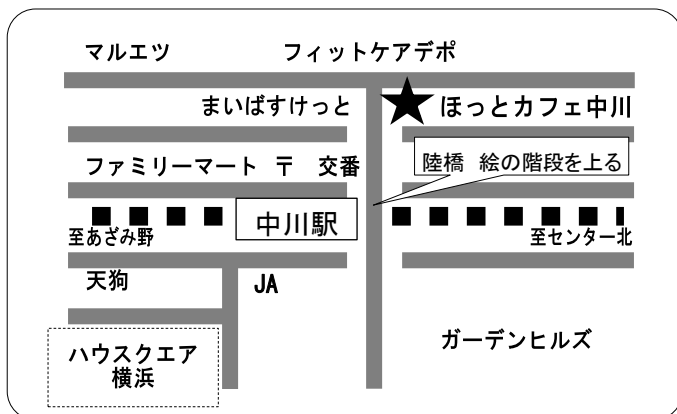 マルエツ
フィットケアデポ
まいばすけっと
ほっとカフェ中川
ファミリーマート 〒 交番
陸橋 絵の階段を上る
中川駅
至あざみ野
至センター北
天狗
JA
ガーデンヒルズ
ハウスクエア
横浜